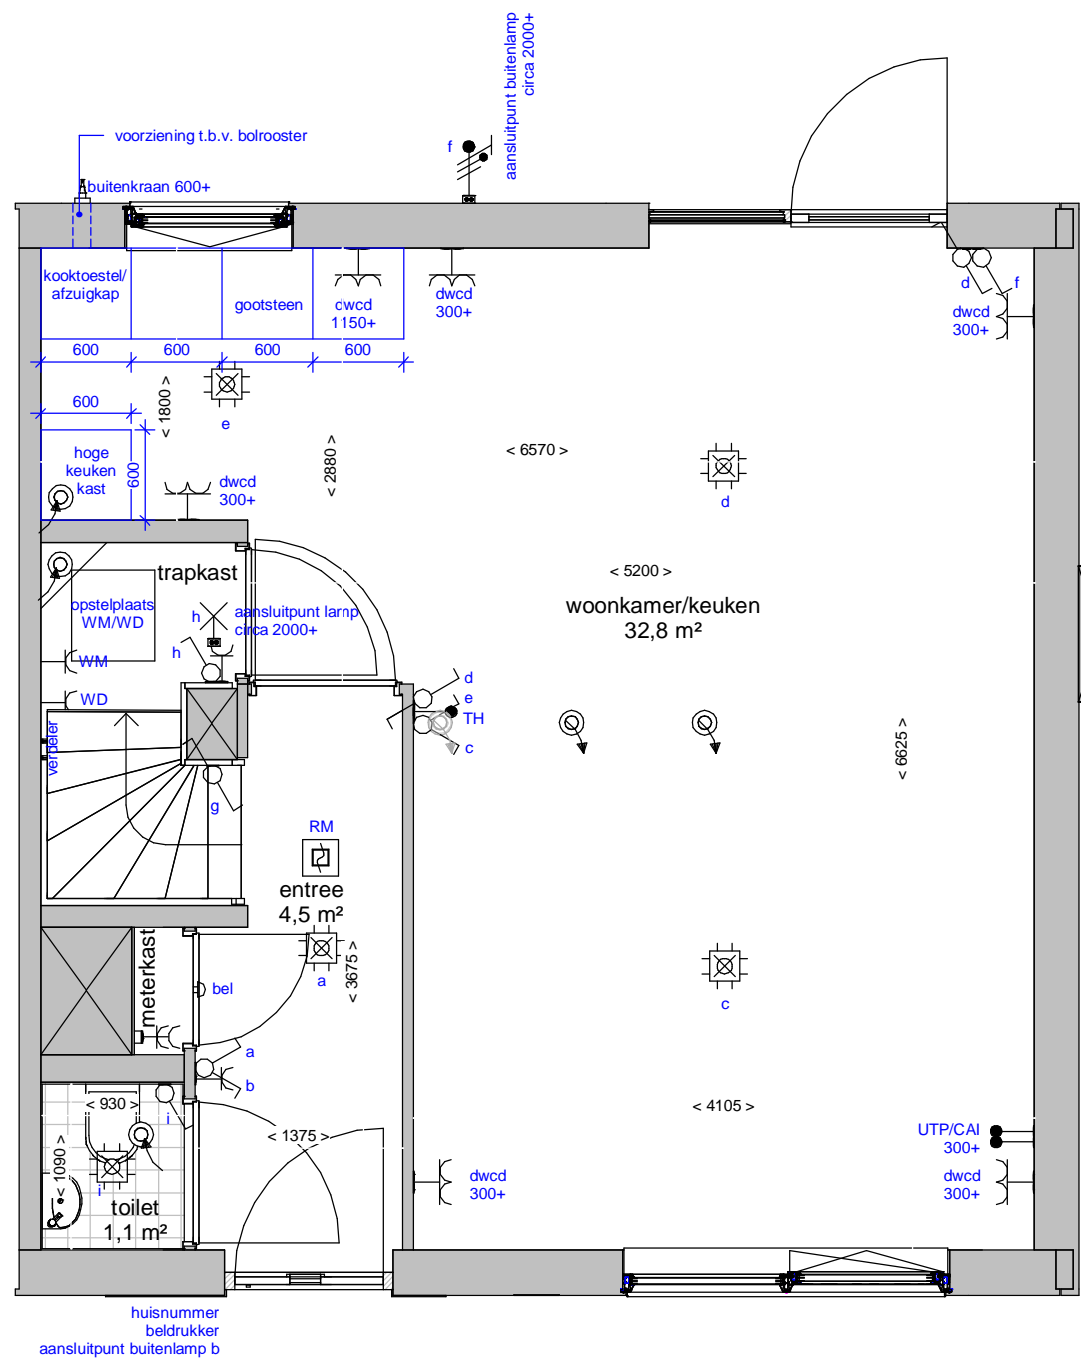 aansluitpunt buitenlamp
circa 2000+
f
voorziening t.b.v. bolrooster
buitenkraan 600+
kooktoestel/
afzuigkap
gootsteen
dwcd
1150+
dwcd
300+
d
f
dwcd
300+
600
600
600
600
600
< 1800 >
e
< 2880 >
< 6570 >
hoge
keuken
kast
600
dwcd
300+
d
trapkast
< 5200 >
woonkamer/keuken
32,8 m²
opstelplaats
WM/WD
h
aansluitpunt lamp
circa 2000+
h
WM
WD
d
e
TH
c
verdeler
g
< 6625 >
RM
entree
4,5 m²
meterkast
a
< 3675 >
bel
c
a
b
< 930 >
i
< 1375 >
< 4105 >
UTP/CAI
300+
< 1090 >
i
toilet
1,1 m²
dwcd
300+
dwcd
300+
huisnummer
beldrukker
aansluitpunt buitenlamp b